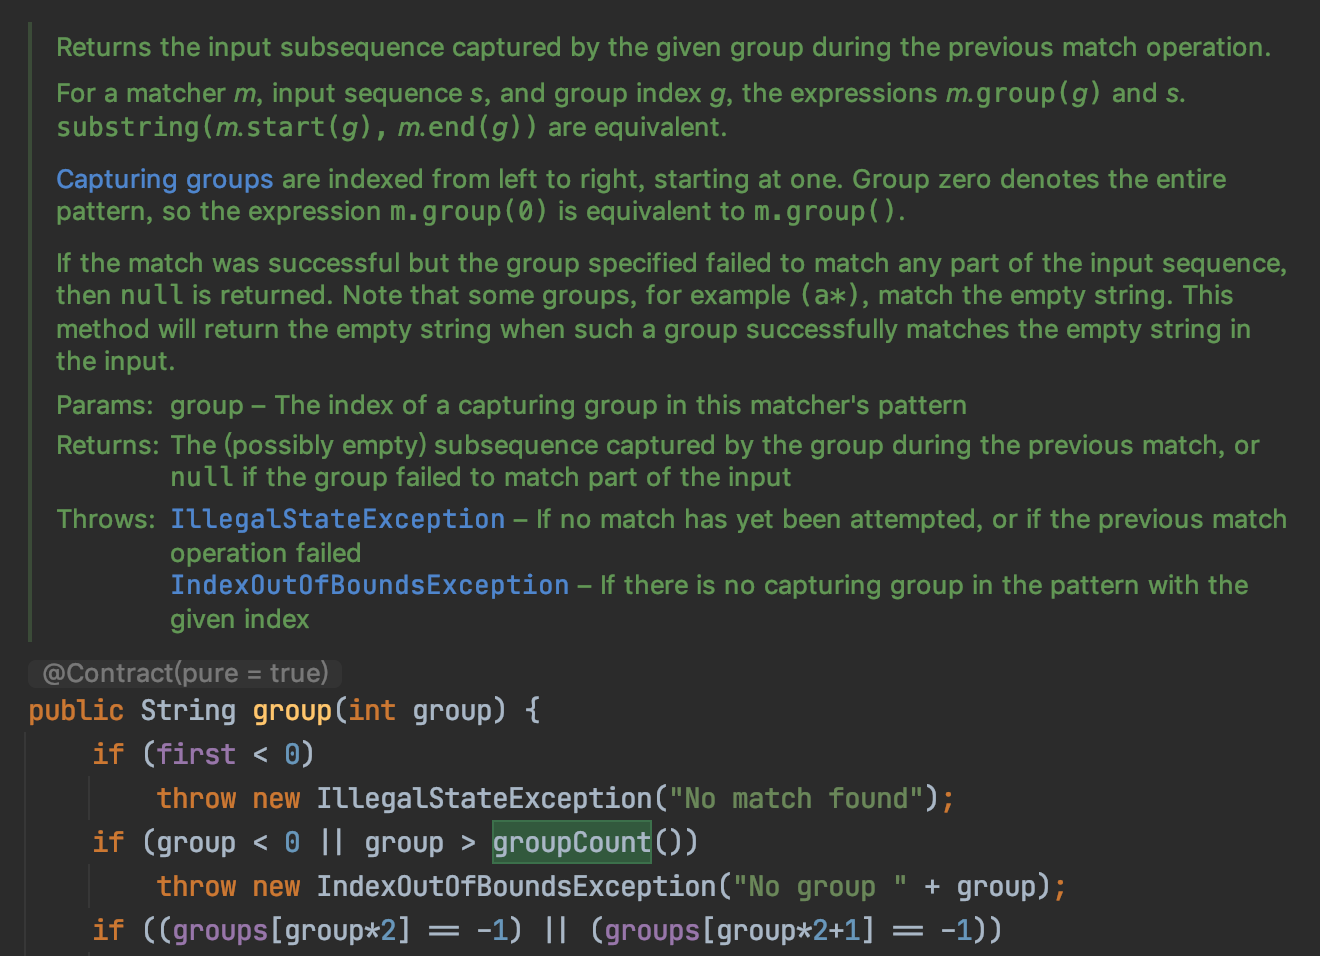 Returns the input subsequence captured by the given group during the previous match operation.
For a matcher m, input sequence s, and group index g, the expressions m.group(g) and s.
substring(m.start(g), m.end(g)) are equivalent.
Capturing groups are indexed from left to right, starting at one. Group zero denotes the entire
pattern, so the expression m.group(0) is equivalent to m.group().
If the match was successful but the group specified failed to match any part of the input sequence,
then null is returned. Note that some groups, for example (a*), match the empty string. This
method will return the empty string when such a group successfully matches the empty string in
the input.
Params: group – The index of a capturing group in this matcher's pattern
Returns: The (possibly empty) subsequence captured by the group during the previous match, or
null if the group failed to match part of the input
Throws: IllegalStateException – If no match has yet been attempted, or if the previous match
operation failed
IndexOutOfBoundsException – If there is no capturing group in the pattern with the
given index
@Contract(pure = true)
public String group(int group) {
if (first < 0)
throw new IllegalStateException("No match found");
if (group < 0 || group > groupCount())
throw new IndexOutOfBoundsException("No group " + group);
if ((groups[group*2] == -1) || (groups[group*2+1] == -1))